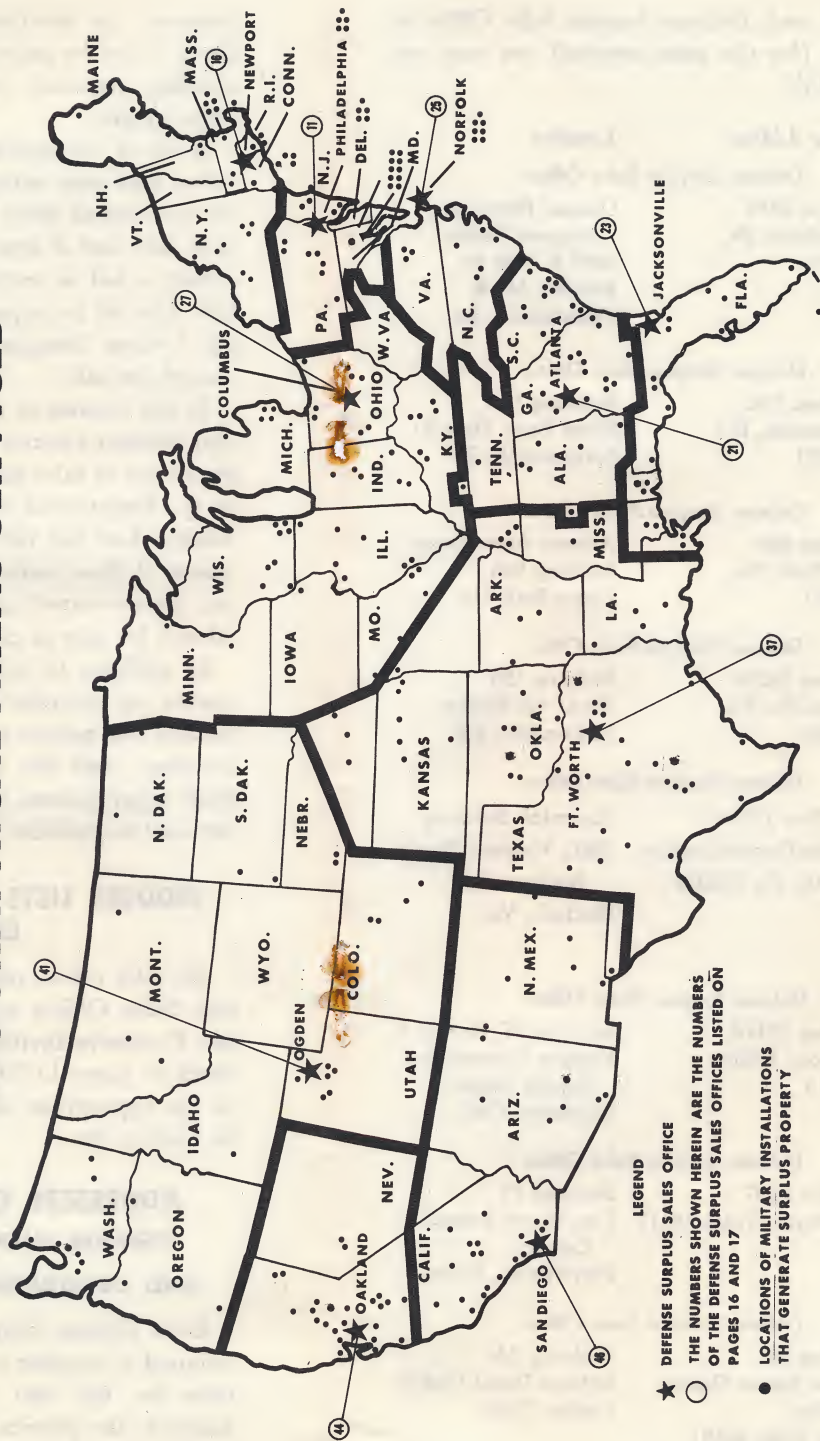 MAINE
NH.
VT.
MASS.
16
NEWPORT
R.I.
CONN.
N.Y.
N.J.
PHILADELPHIA
11
DEL.
MD.
25
NORFOLK
PA.
27
COLUMBUS
W.VA.
VA.
N.C.
S.C.
OHIO
MICH.
IND.
KY.
TENN.
GA.
ATLANTA
ALA.
23
JACKSONVILLE
FLA.
21
WIS.
ILL.
MISS.
MINN.
IOWA
MO.
ARK.
LA.
N. DAK.
S. DAK.
NEBR.
KANSAS
OKLA.
TEXAS
FT. WORTH
37
MONT.
WYO.
COLO.
N. MEX.
41
OGDEN
IDAHO
UTAH
ARIZ.
WASH.
OREGON
NEV.
CALIF.
OAKLAND
44
SAN DIEGO
46
LEGEND
★ DEFENSE SURPLUS SALES OFFICE
○ THE NUMBERS SHOWN HEREIN ARE THE NUMBERS
OF THE DEFENSE SURPLUS SALES OFFICES LISTED ON
PAGES 16 AND 17
● LOCATIONS OF MILITARY INSTALLATIONS
THAT GENERATE SURPLUS PROPERTY